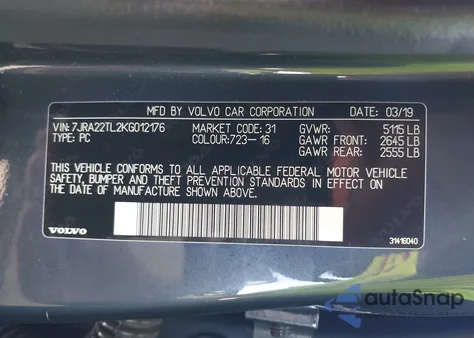 MFD BY VOLVO CAR CORPORATION DATE: 03/19
VIN: 7JRA22TL2KG012176 MARKET CODE: 31 GVWR: 5115 LB
TYPE: PC COLOUR:723- 16 GAWR FRONT: 2645 LB
GAWR REAR: 2555 LB
THIS VEHICLE CONFORMS TO ALL APPLICABLE FEDERAL MOTOR VEHICLE
SAFETY, BUMPER AND THEFT PREVENTION STANDARDS IN EFFECT ON THE
DATE OF MANUFACTURE SHOWN ABOVE.
VOLVO 31416040
autoSnap